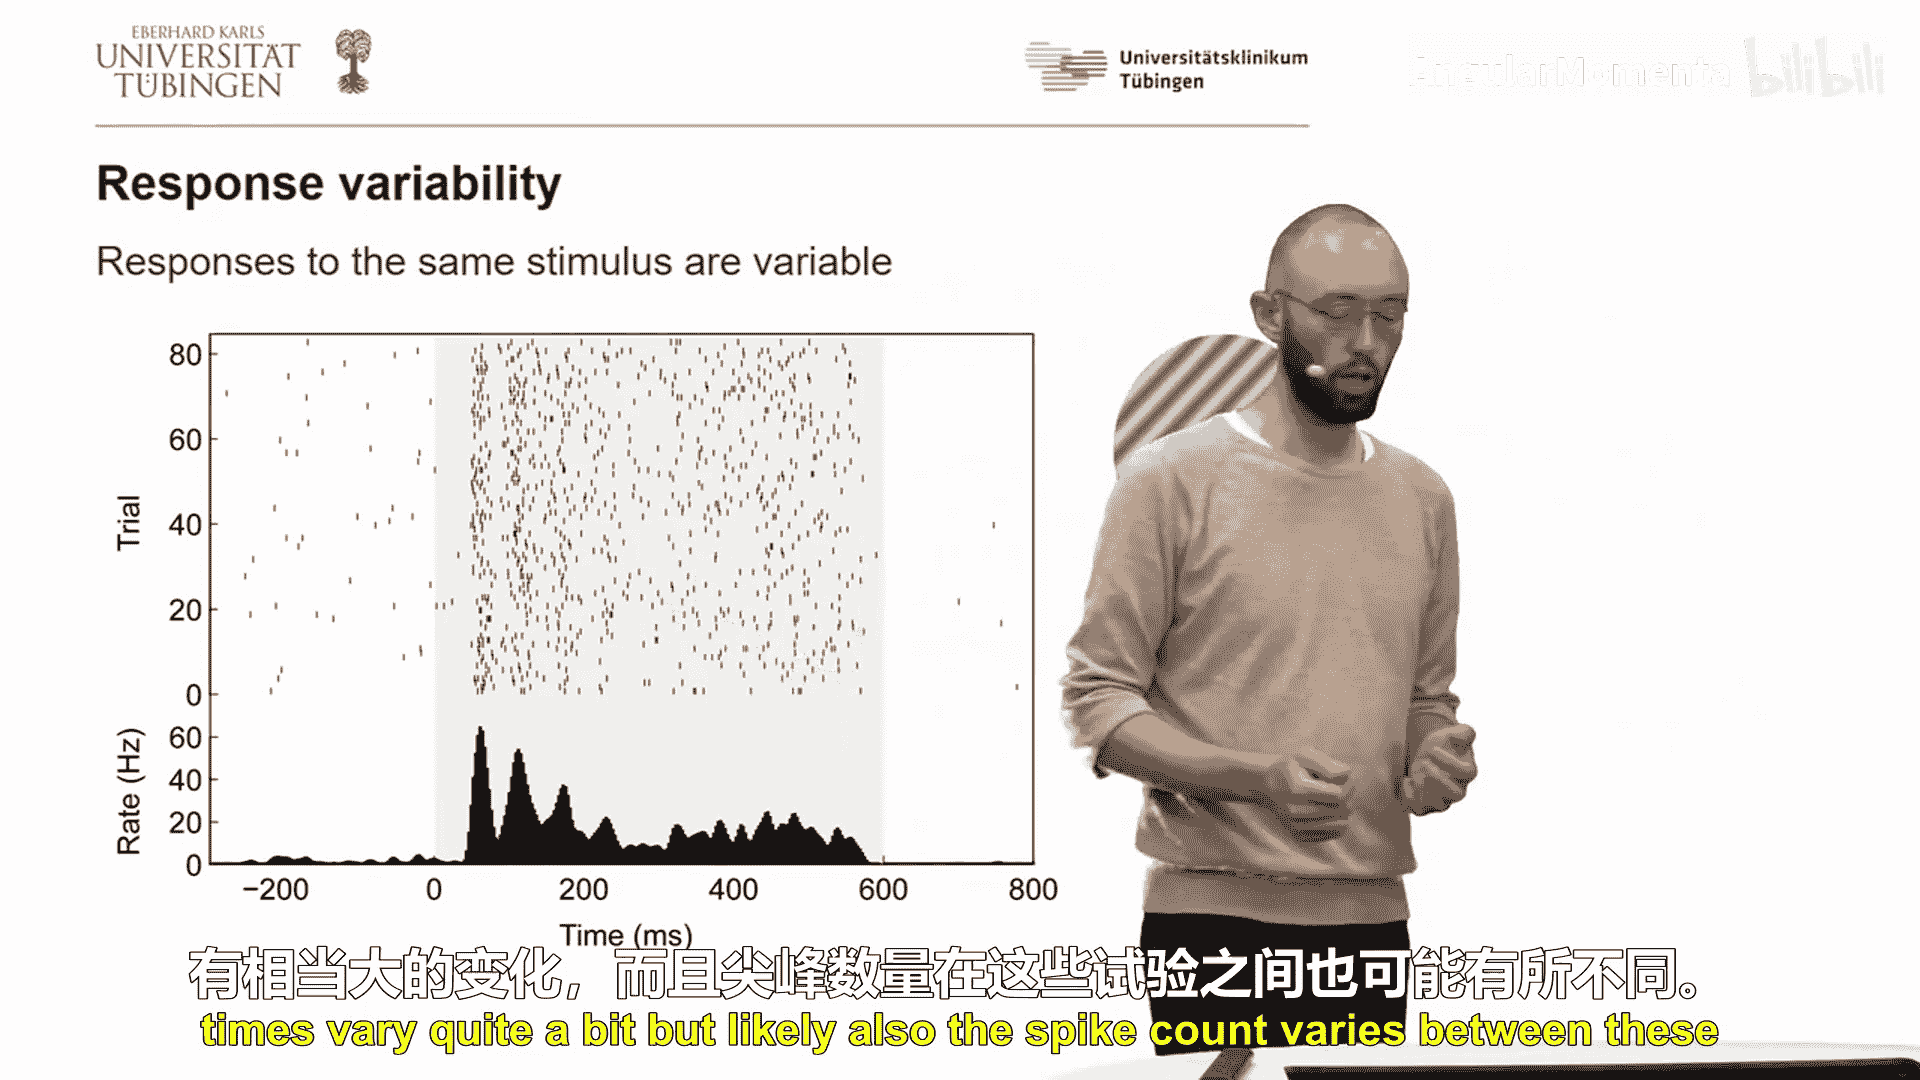 EBERHARD KARLS
UNIVERSITÄT
TÜBINGEN
Universitätsklinikum
Tübingen
AngularMomenta bilibili
Response variability
Responses to the same stimulus are variable
80
60
40
20
0
Trial
60
40
20
0
Rate (Hz)
−200 0 200 400 600 800
Time (ms)
有相当大的变化，而且尖峰数量在这些试验之间也可能有所不同。
times vary quite a bit but likely also the spike count varies between these